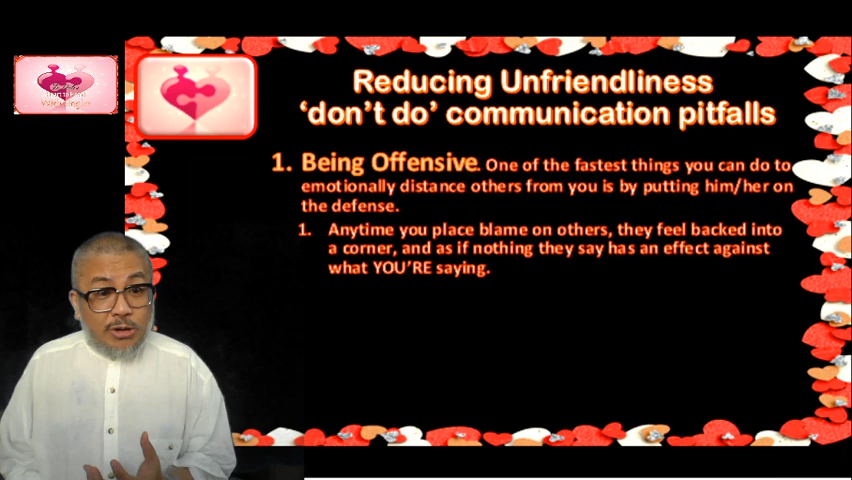 Reducing Unfriendliness
‘don’t do’ communication pitfalls
1. Being Offensive. One of the fastest things you can do to
emotionally distance others from you is by putting him/her on
the defense.
1. Anytime you place blame on others, they feel backed into
a corner, and as if nothing they say has an effect against
what YOU’RE saying.